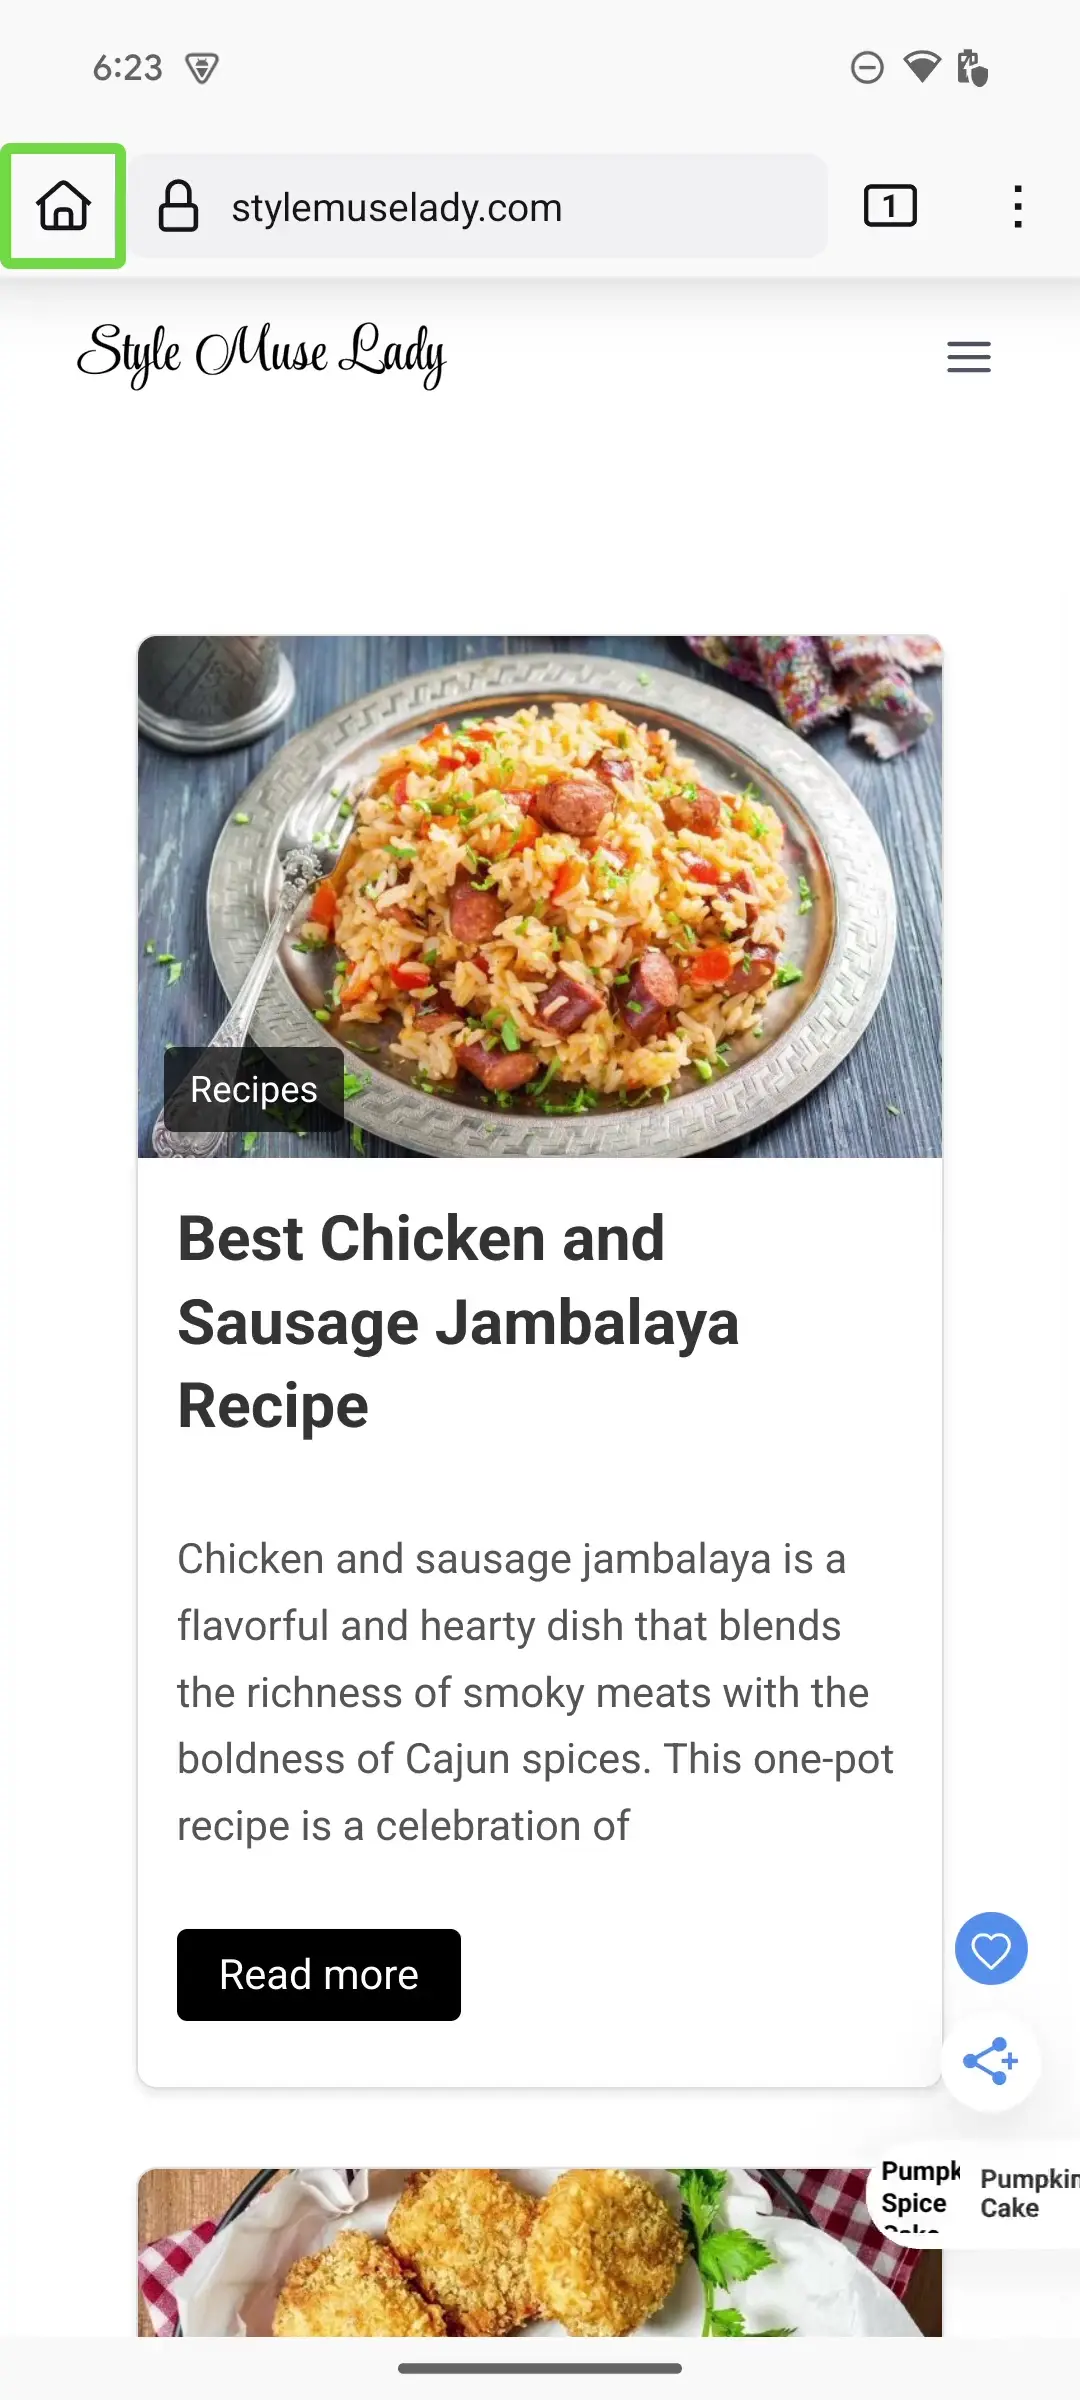 6:23
stylemuselady.com
1
Style Muse Lady
Recipes
Best Chicken and
Sausage Jambalaya
Recipe
Chicken and sausage jambalaya is a
flavorful and hearty dish that blends
the richness of smoky meats with the
boldness of Cajun spices. This one-pot
recipe is a celebration of
Read more
Pumpk
Spice
Cake
Pumpkin
Cake